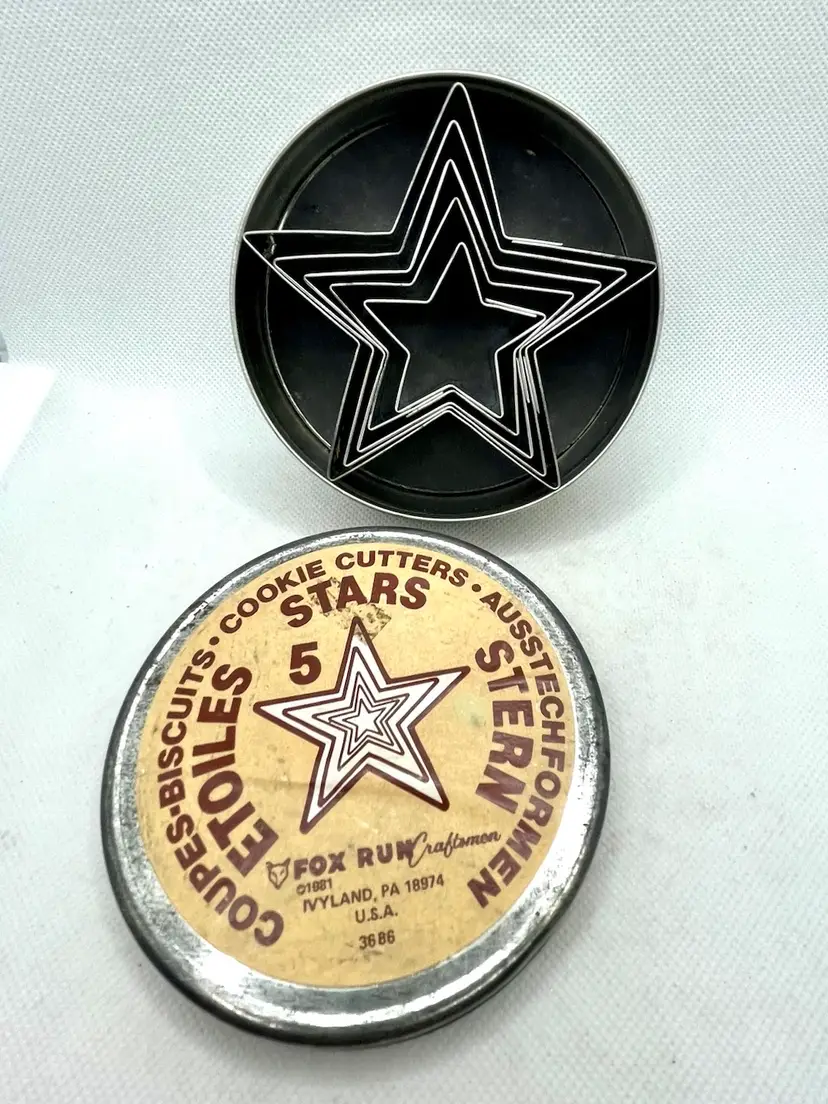 COUPES-BISCUITS • COOKIE CUTTERS • AUSSTECHFORMEN
ETOILES
STARS
STERN
5
FOX RUN Craftsmen
©1981
IVYLAND, PA 18974
U.S.A.
3686